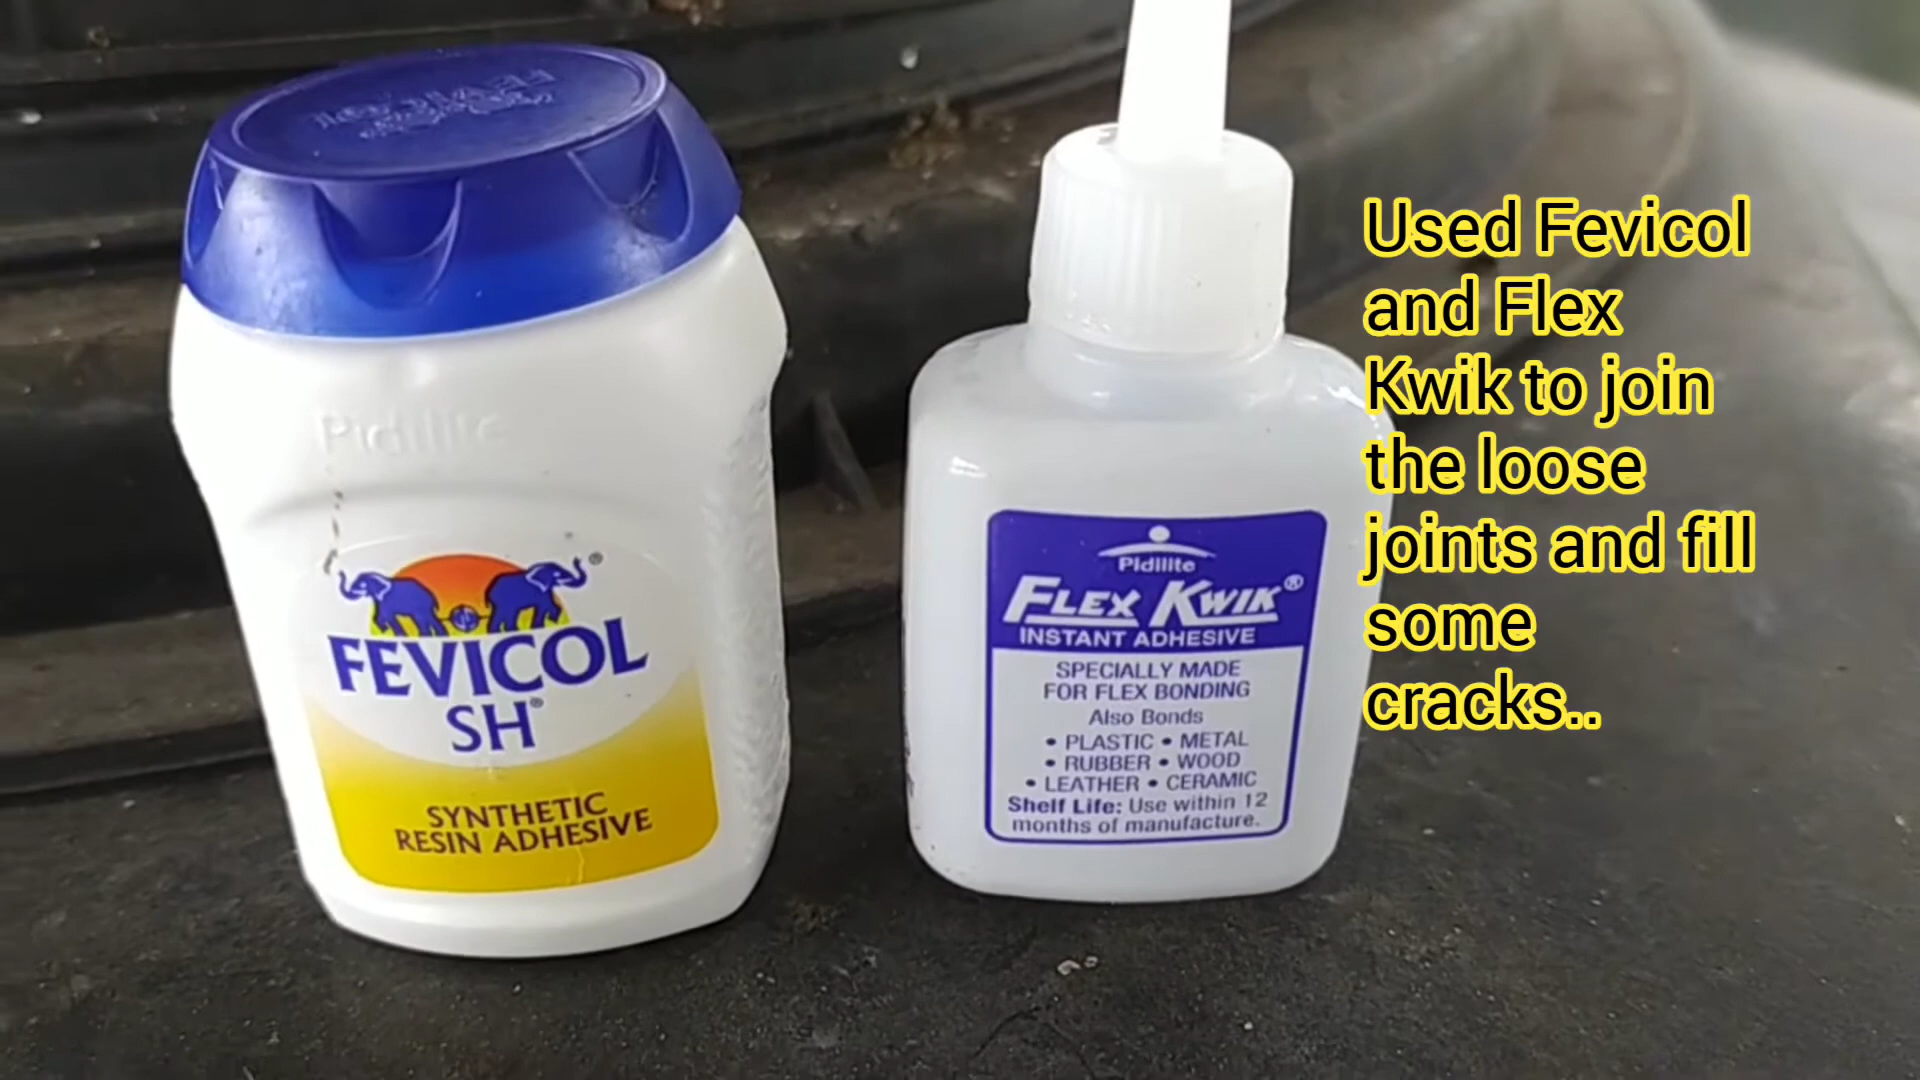 Pidilite
FEVICOL
SH®
SYNTHETIC
RESIN ADHESIVE
Pidilite
FLEX KWIK®
INSTANT ADHESIVE
SPECIALLY MADE
FOR FLEX BONDING
Also Bonds
• PLASTIC • METAL
• RUBBER • WOOD
• LEATHER • CERAMIC
Shelf Life: Use within 12
months of manufacture.
Used Fevicol
and Flex
Kwik to join
the loose
joints and fill
some
cracks..